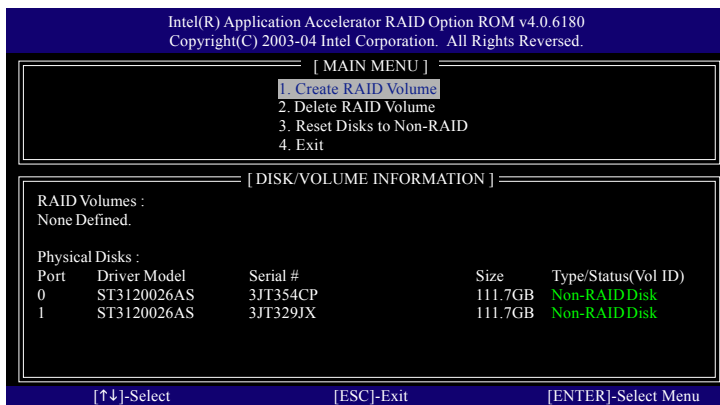 Intel(R) Application Accelerator RAID Option ROM v4.0.6180
Copyright(C) 2003-04 Intel Corporation. All Rights Reversed.
[ MAIN MENU ]
1. Create RAID Volume
2. Delete RAID Volume
3. Reset Disks to Non-RAID
4. Exit
[ DISK/VOLUME INFORMATION ]
RAID Volumes :
None Defined.
Physical Disks :
Port Driver Model Serial # Size Type/Status(Vol ID)
0 ST3120026AS 3JT354CP 111.7GB Non-RAID Disk
1 ST3120026AS 3JT329JX 111.7GB Non-RAID Disk
[↑↓]-Select [ESC]-Exit [ENTER]-Select Menu